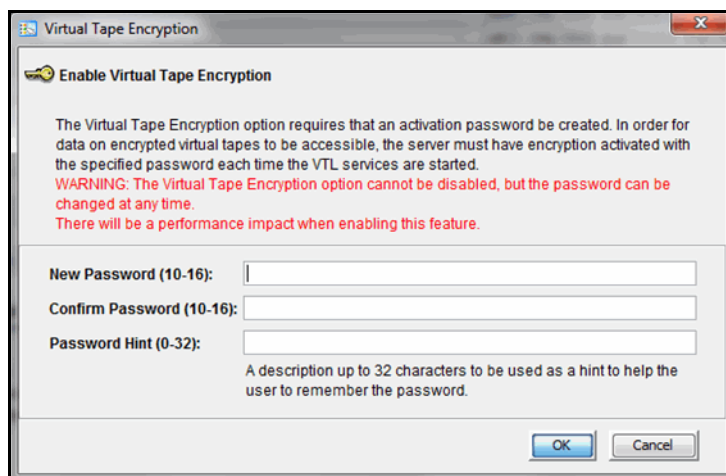 Virtual Tape Encryption
Enable Virtual Tape Encryption
The Virtual Tape Encryption option requires that an activation password be created. In order for
data on encrypted virtual tapes to be accessible, the server must have encryption activated with
the specified password each time the VTL services are started.
WARNING: The Virtual Tape Encryption option cannot be disabled, but the password can be
changed at any time.
There will be a performance impact when enabling this feature.
New Password (10-16):
Confirm Password (10-16):
Password Hint (0-32):
A description up to 32 characters to be used as a hint to help the
user to remember the password.
OK
Cancel